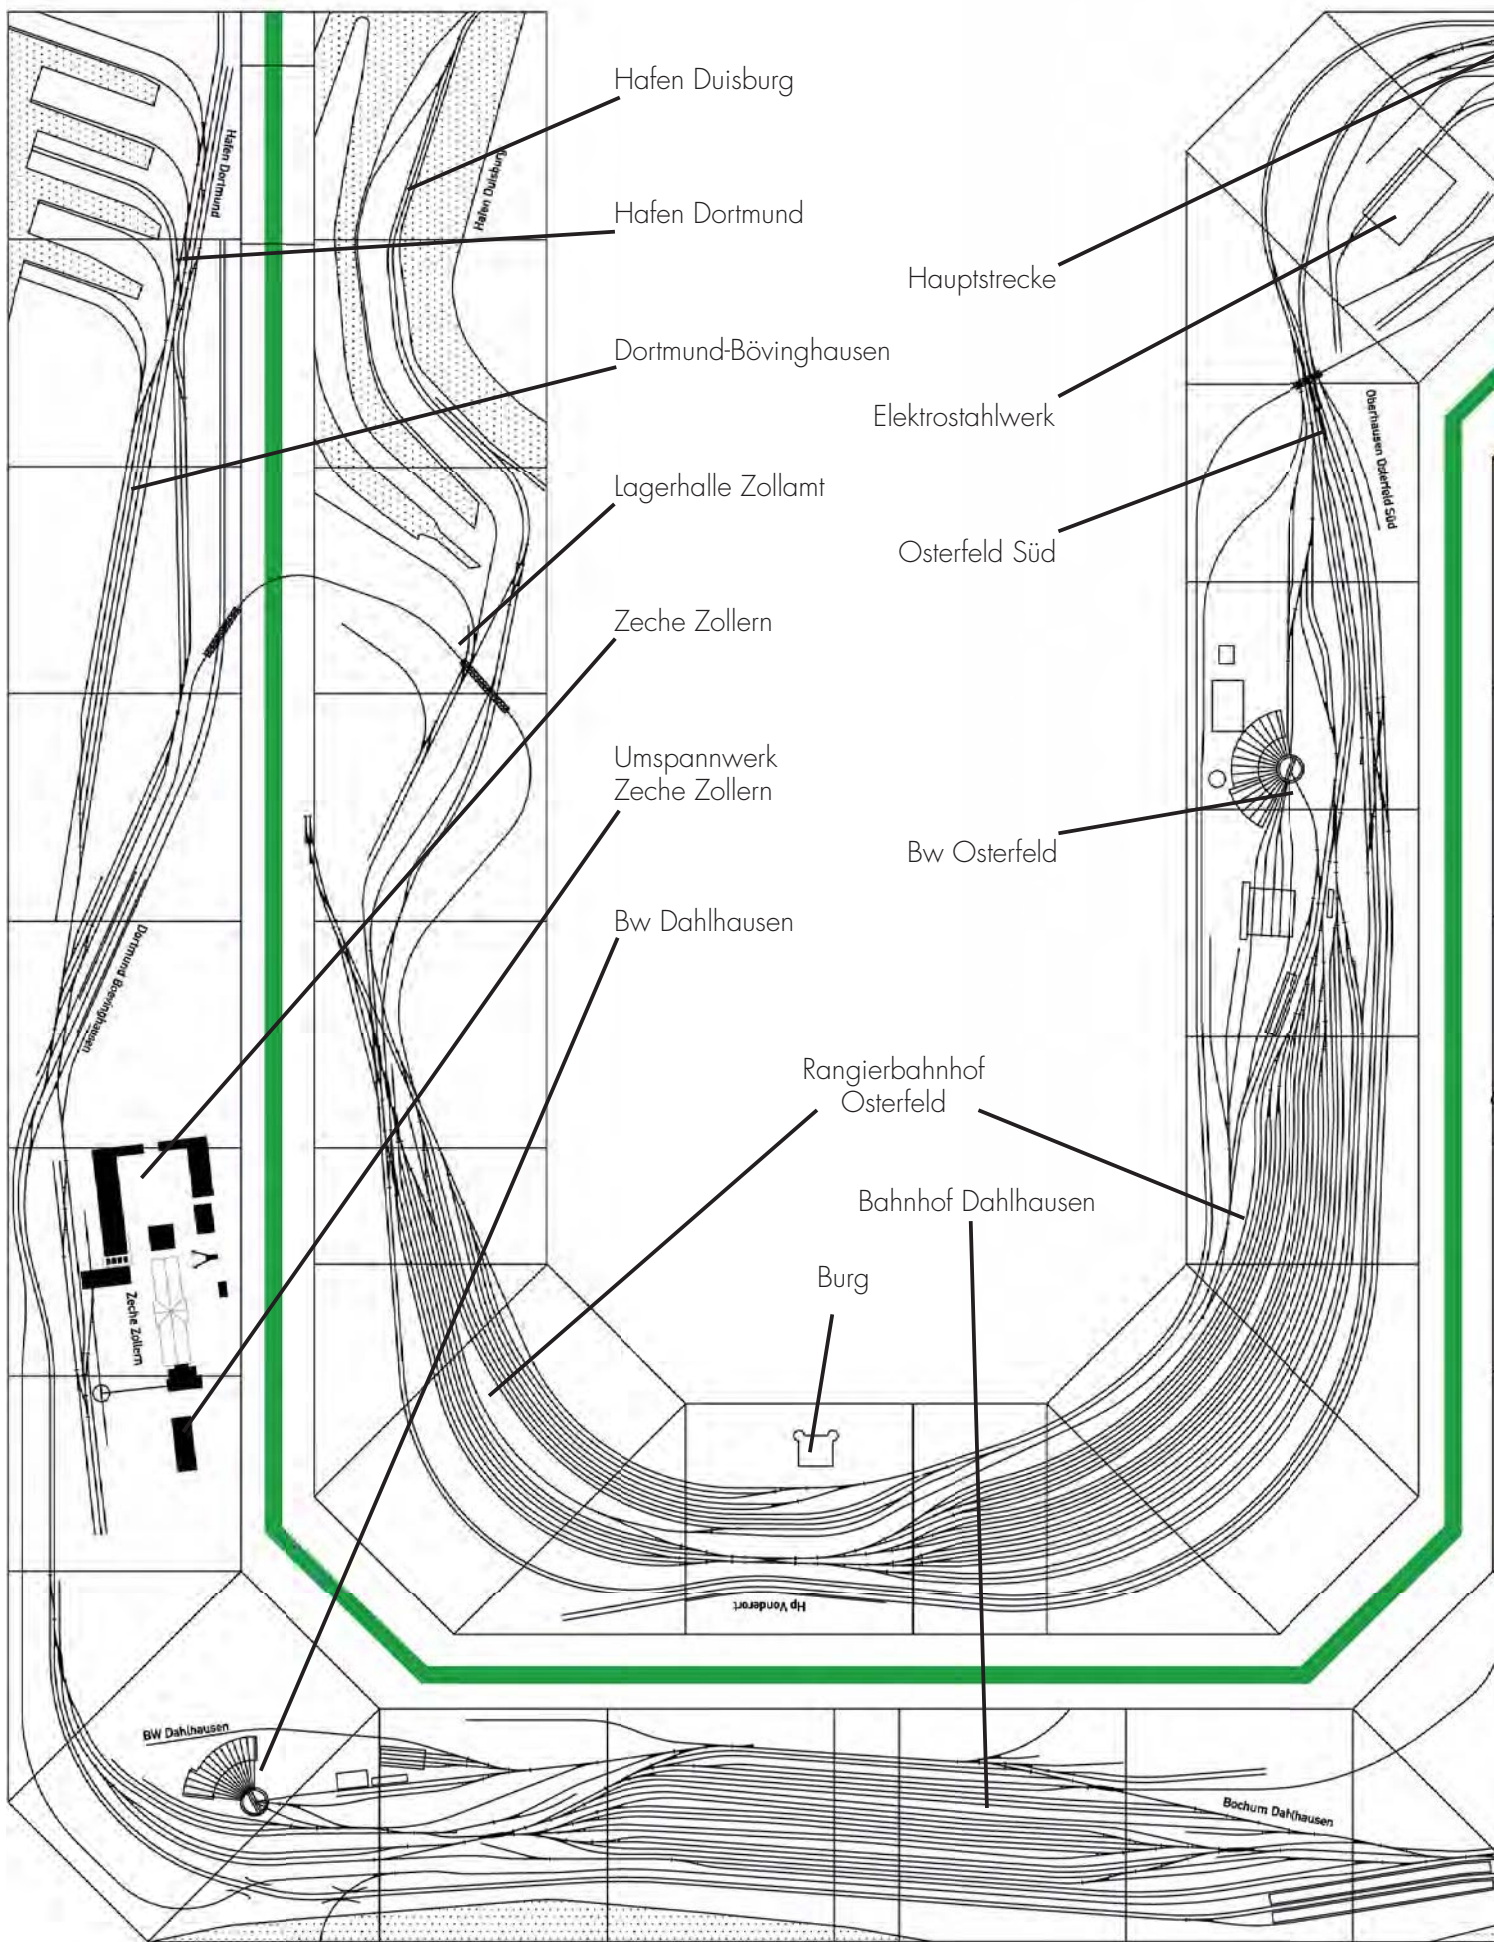 Hafen Duisburg
Hafen Dortmund
Hafen Duisburg
Hafen Dortmund
Hauptstrecke
Dortmund-Bövinghausen
Elektrostahlwerk
Oberhausen Osterfeld Süd
Lagerhalle Zollamt
Osterfeld Süd
Zeche Zollern
Umspannwerk
Zeche Zollern
Bw Osterfeld
Bw Dahlhausen
Dortmund Boevinghausen
Rangierbahnhof
Osterfeld
Bahnhof Dahlhausen
Burg
Zeche Zollern
Hp Vonderort
BW Dahlhausen
Bochum Dahlhausen